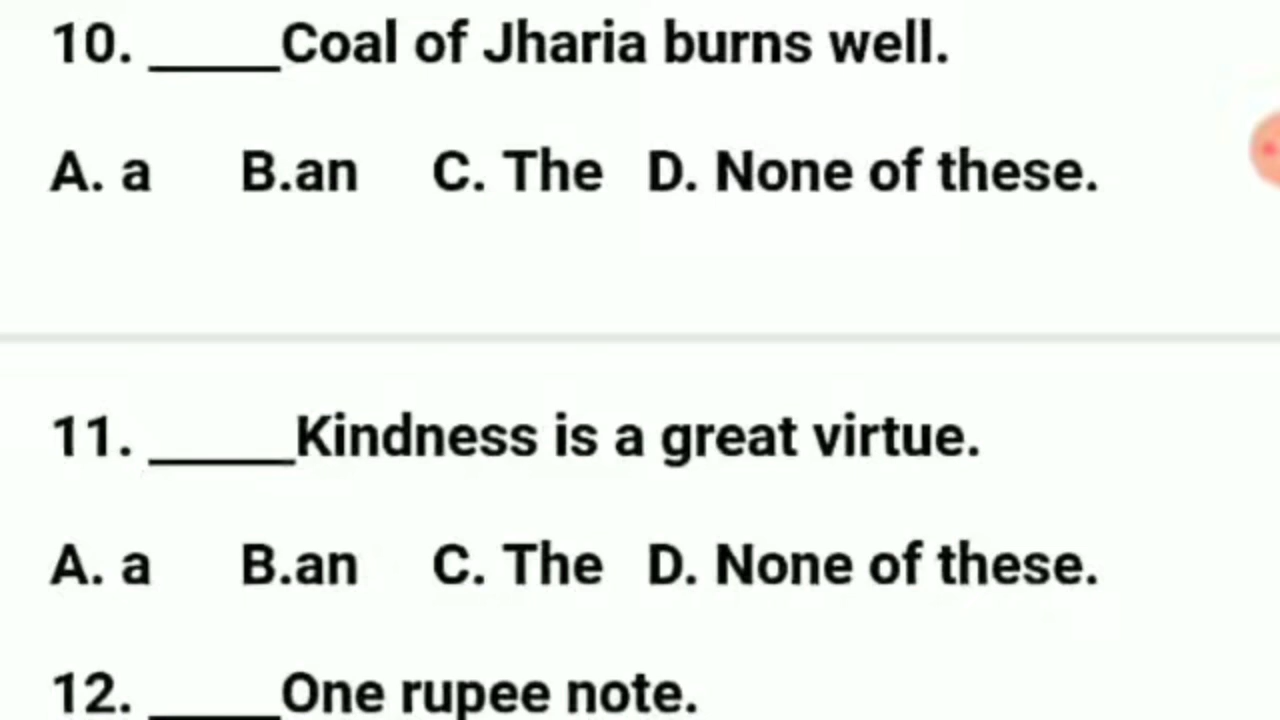 10. _____Coal of Jharia burns well.
A. a B.an C. The D. None of these.
11. _____Kindness is a great virtue.
A. a B.an C. The D. None of these.
12. _____One rupee note.